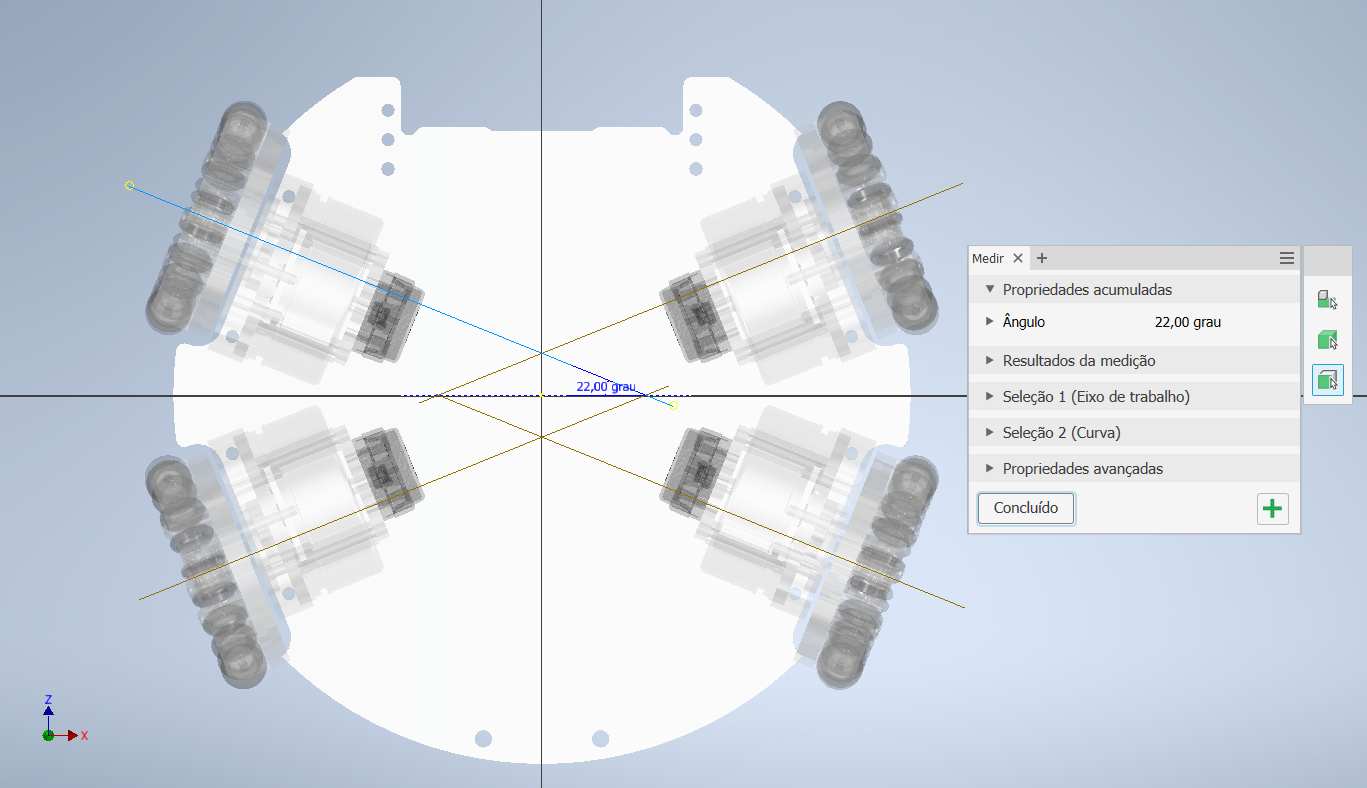 Medir
Propriedades acumuladas
Ângulo 22,00 grau
Resultados da medição
Seleção 1 (Eixo de trabalho)
Seleção 2 (Curva)
Propriedades avançadas
Concluído
22,00 grau
Z
X